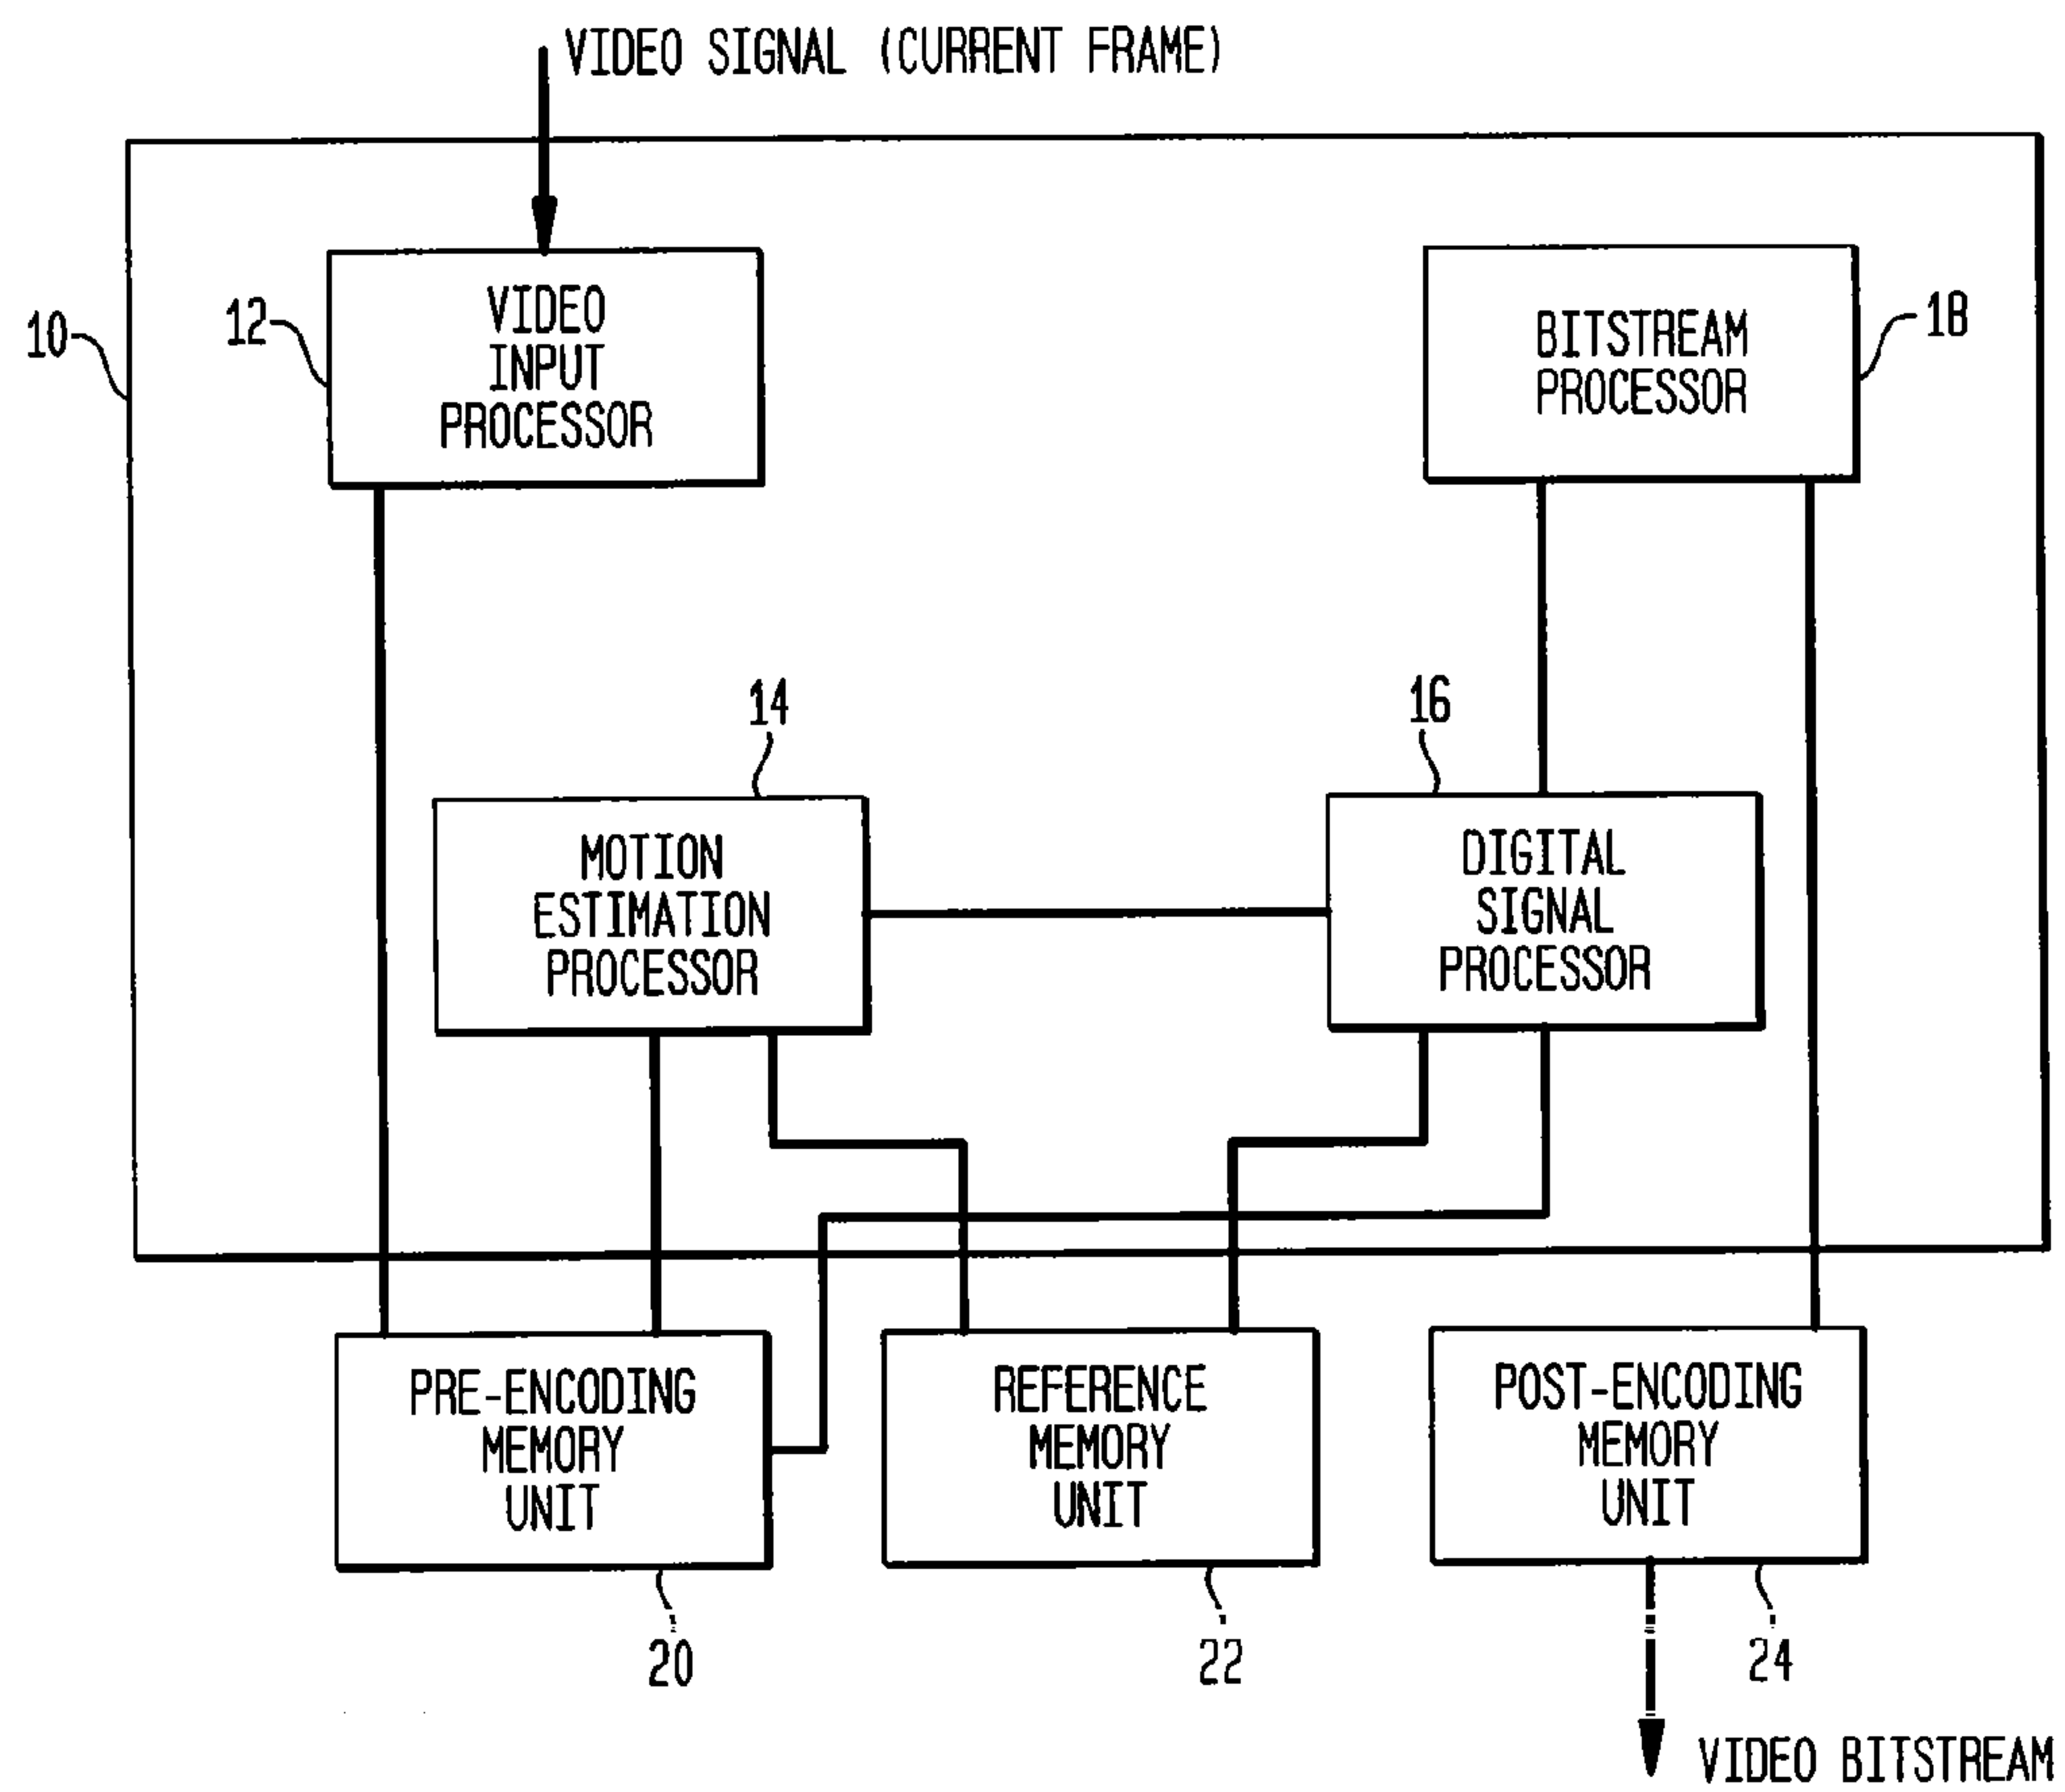 VIDEO SIGNAL (CURRENT FRAME)
10
12
VIDEO
INPUT
PROCESSOR
BITSTREAM
PROCESSOR
18
14
MOTION
ESTIMATION
PROCESSOR
16
DIGITAL
SIGNAL
PROCESSOR
PRE-ENCODING
MEMORY
UNIT
20
REFERENCE
MEMORY
UNIT
22
POST-ENCODING
MEMORY
UNIT
24
VIDEO BITSTREAM